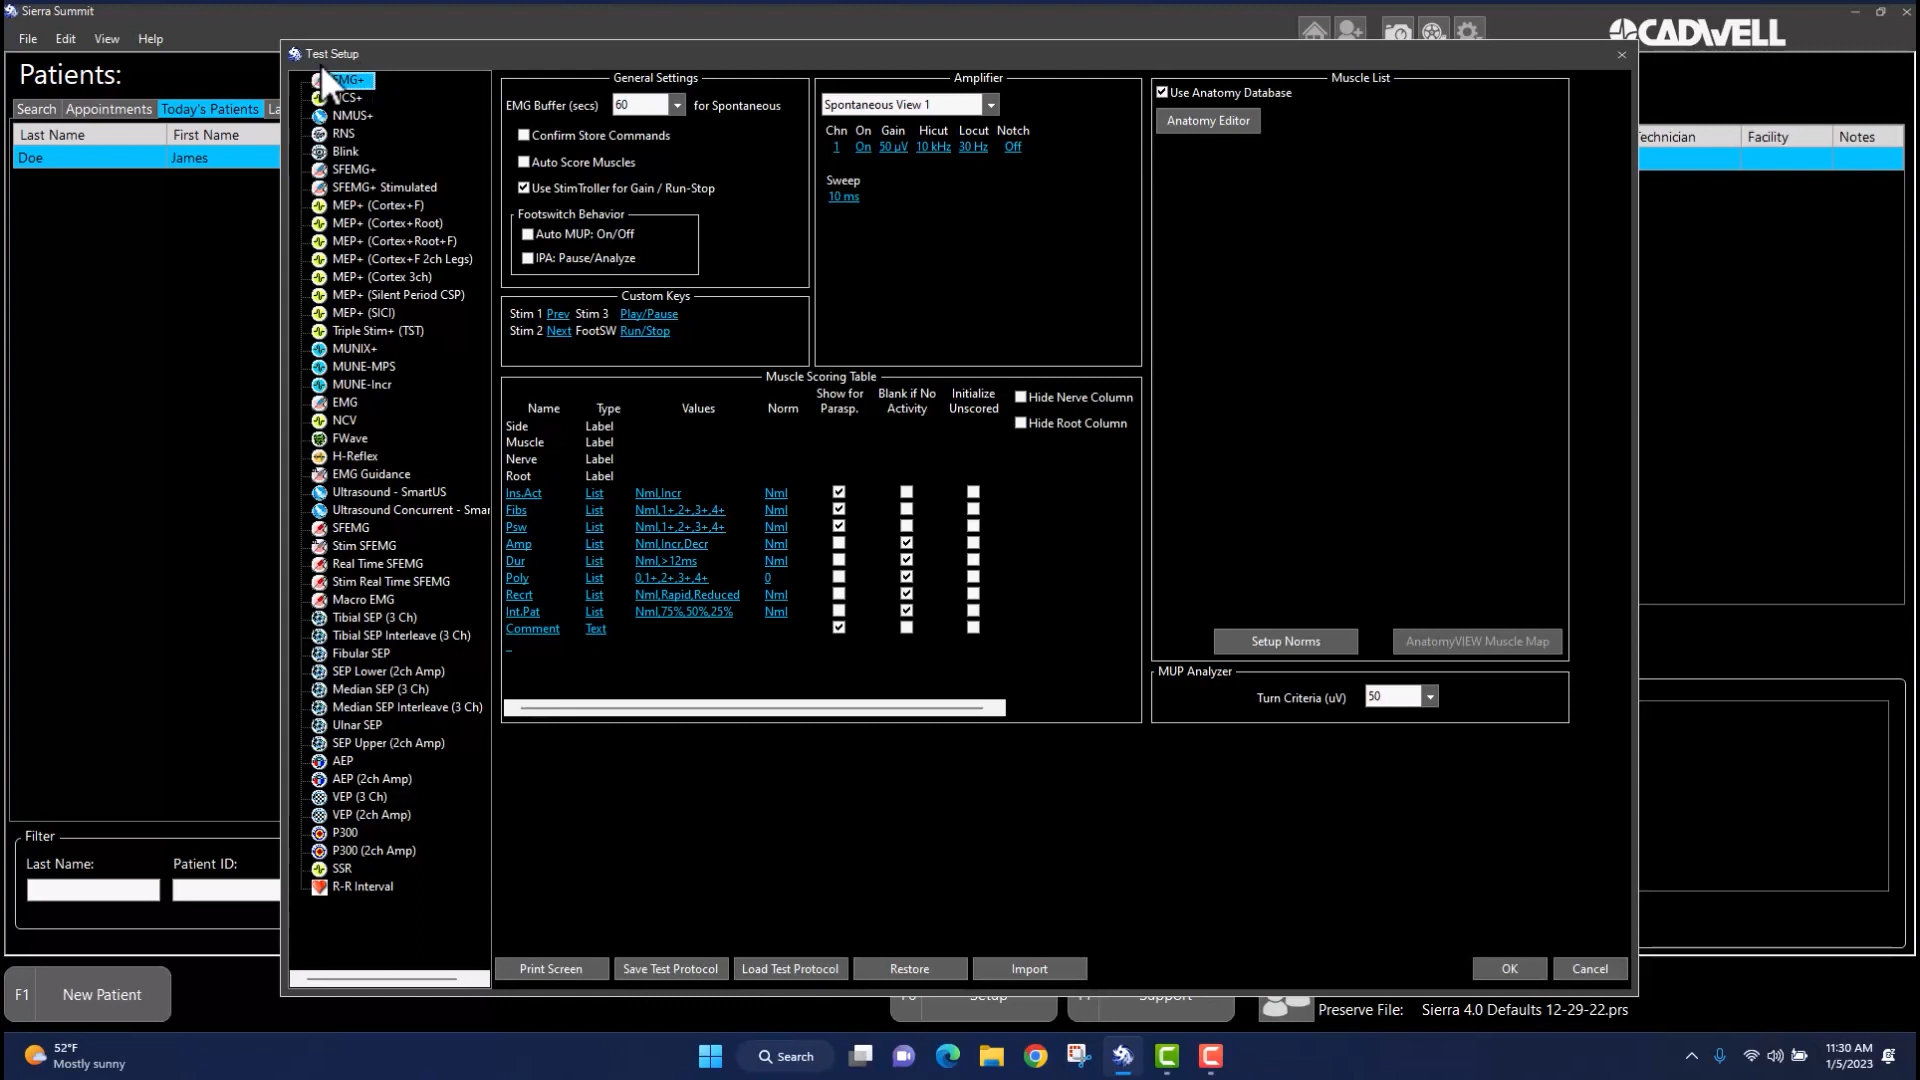 Sierra Summit
File Edit View Help
CADWELL
Patients:
Search Appointments Today's Patients La
Last Name First Name
Doe James
Technician Facility Notes
Test Setup
EMG+
NCS+
NMUS+
RNS
Blink
SFEMG+
SFEMG+ Stimulated
MEP+ (Cortex+F)
MEP+ (Cortex+Root)
MEP+ (Cortex+Root+F)
MEP+ (Cortex+F 2ch Legs)
MEP+ (Cortex 3ch)
MEP+ (Silent Period CSP)
MEP+ (SICI)
Triple Stim+ (TST)
MUNIX+
MUNE-MPS
MUNE-Incr
EMG
NCV
FWave
H-Reflex
EMG Guidance
Ultrasound - SmartUS
Ultrasound Concurrent - Smar
SFEMG
Stim SFEMG
Real Time SFEMG
Stim Real Time SFEMG
Macro EMG
Tibial SEP (3 Ch)
Tibial SEP Interleave (3 Ch)
Fibular SEP
SEP Lower (2ch Amp)
Median SEP (3 Ch)
Median SEP Interleave (3 Ch)
Ulnar SEP
SEP Upper (2ch Amp)
AEP
AEP (2ch Amp)
VEP (3 Ch)
VEP (2ch Amp)
P300
P300 (2ch Amp)
SSR
R-R Interval
General Settings
EMG Buffer (secs) 60 for Spontaneous
Confirm Store Commands
Auto Score Muscles
Use StimTroller for Gain / Run-Stop
Footswitch Behavior
Auto MUP: On/Off
IPA: Pause/Analyze
Custom Keys
Stim 1 Prev Stim 3 Play/Pause
Stim 2 Next FootSW Run/Stop
Amplifier
Spontaneous View 1
Chn On Gain Hicut Locut Notch
1 On 50 µV 10 kHz 30 Hz Off
Sweep
10 ms
Muscle List
Use Anatomy Database
Anatomy Editor
Setup Norms AnatomyVIEW Muscle Map
MUP Analyzer
Turn Criteria (uV) 50
Muscle Scoring Table
Show for Blank if No Initialize
Name Type Values Norm Parasp. Activity Unscored
Hide Nerve Column
Hide Root Column
Side Label
Muscle Label
Nerve Label
Root Label
Ins.Act List Nml,Incr Nml
Fibs List Nml,1+,2+,3+,4+ Nml
Psw List Nml,1+,2+,3+,4+ Nml
Amp List Nml,Incr,Decr Nml
Dur List Nml,>12ms Nml
Poly List 0,1+,2+,3+,4+ 0
Recrt List Nml,Rapid,Reduced Nml
Int.Pat List Nml,75%,50%,25% Nml
Comment Text
_
Print Screen Save Test Protocol Load Test Protocol Restore Import OK Cancel
Filter
Last Name: Patient ID:
F1 New Patient
Setup
Support
Preserve File: Sierra 4.0 Defaults 12-29-22.prs
52°F
Mostly sunny
Search
11:30 AM
1/5/2023